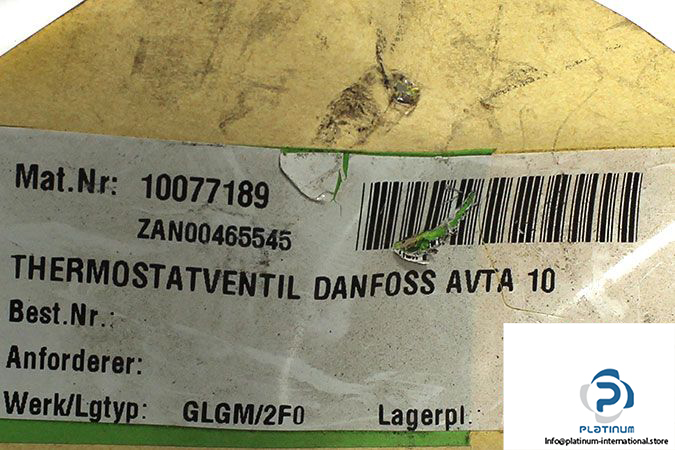 Mat.Nr: 10077189
ZAN00465545
THERMOSTATVENTIL DANFOSS AVTA 10
Best.Nr.:
Anforderer:
Werk/Lgtyp: GLGM/2F0 Lagerpl.:
PLATINUM
info@platinum-international.store